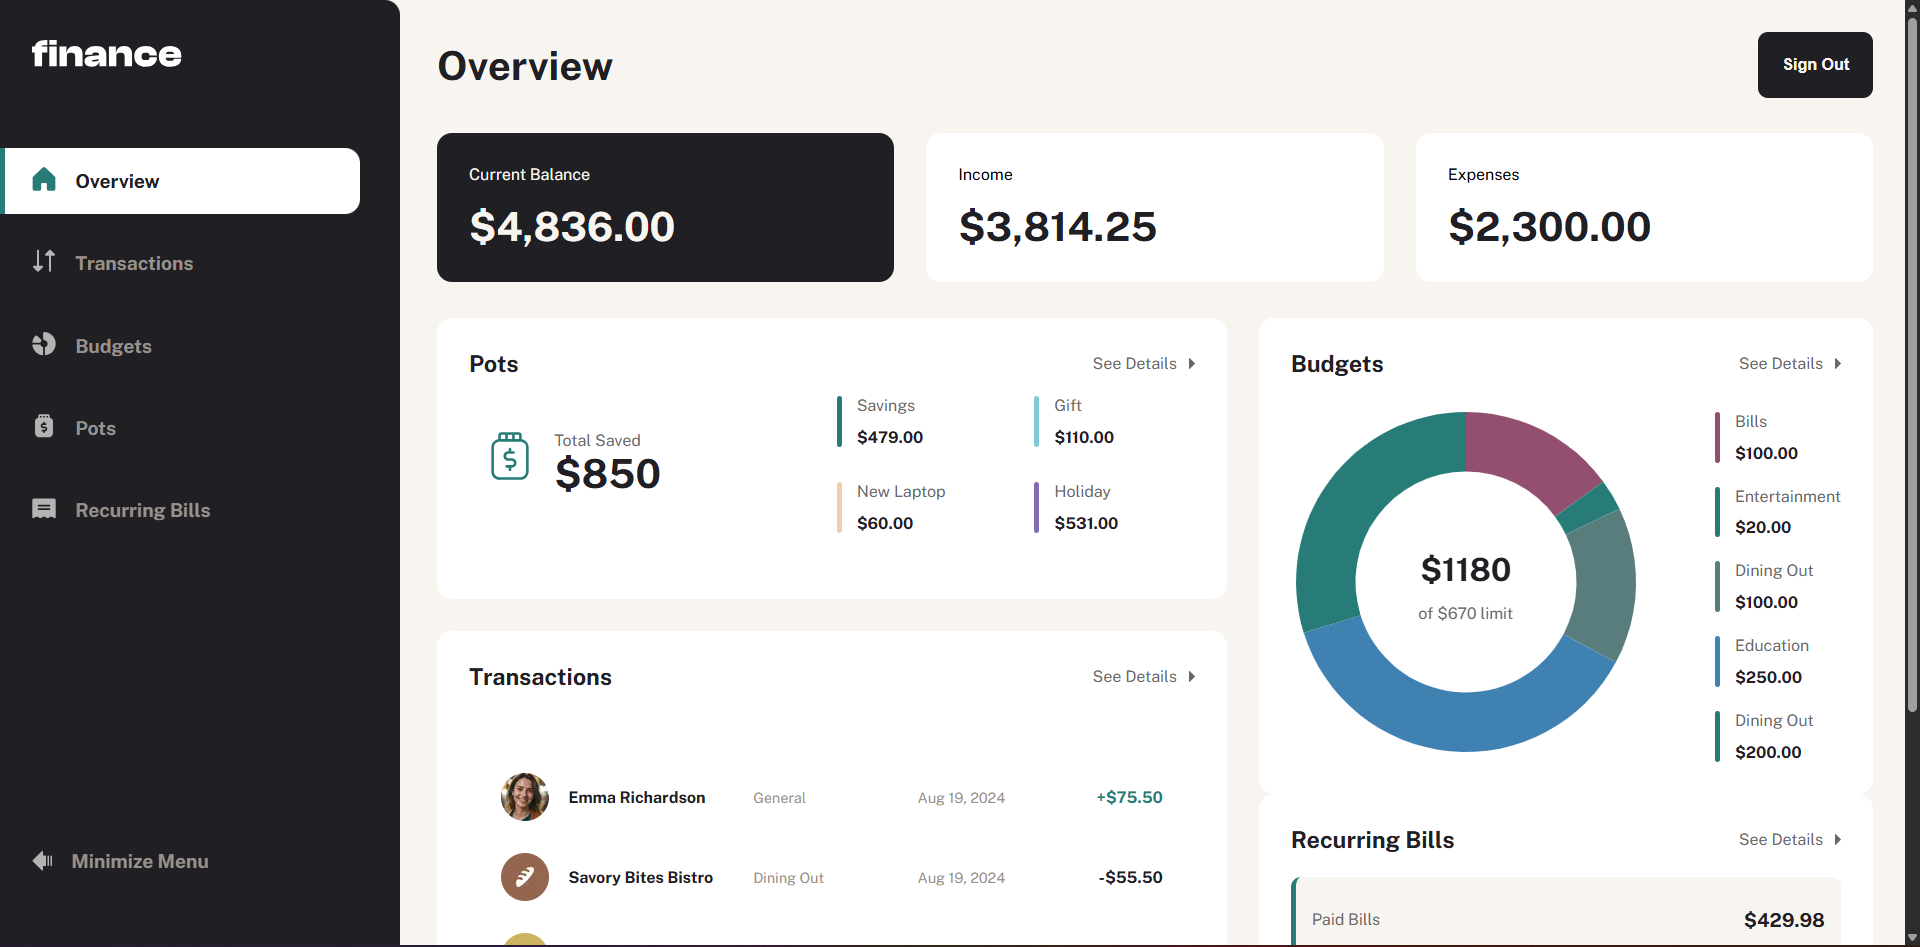 finance
Overview
Transactions
Budgets
Pots
Recurring Bills
Minimize Menu
Overview
Sign Out
Current Balance
$4,836.00
Income
$3,814.25
Expenses
$2,300.00
Pots
See Details
Total Saved
$850
Savings
$479.00
Gift
$110.00
New Laptop
$60.00
Holiday
$531.00
Transactions
See Details
Emma Richardson General Aug 19, 2024 +$75.50
Savory Bites Bistro Dining Out Aug 19, 2024 -$55.50
Budgets
See Details
$1180
of $670 limit
Bills
$100.00
Entertainment
$20.00
Dining Out
$100.00
Education
$250.00
Dining Out
$200.00
Recurring Bills
See Details
Paid Bills
$429.98